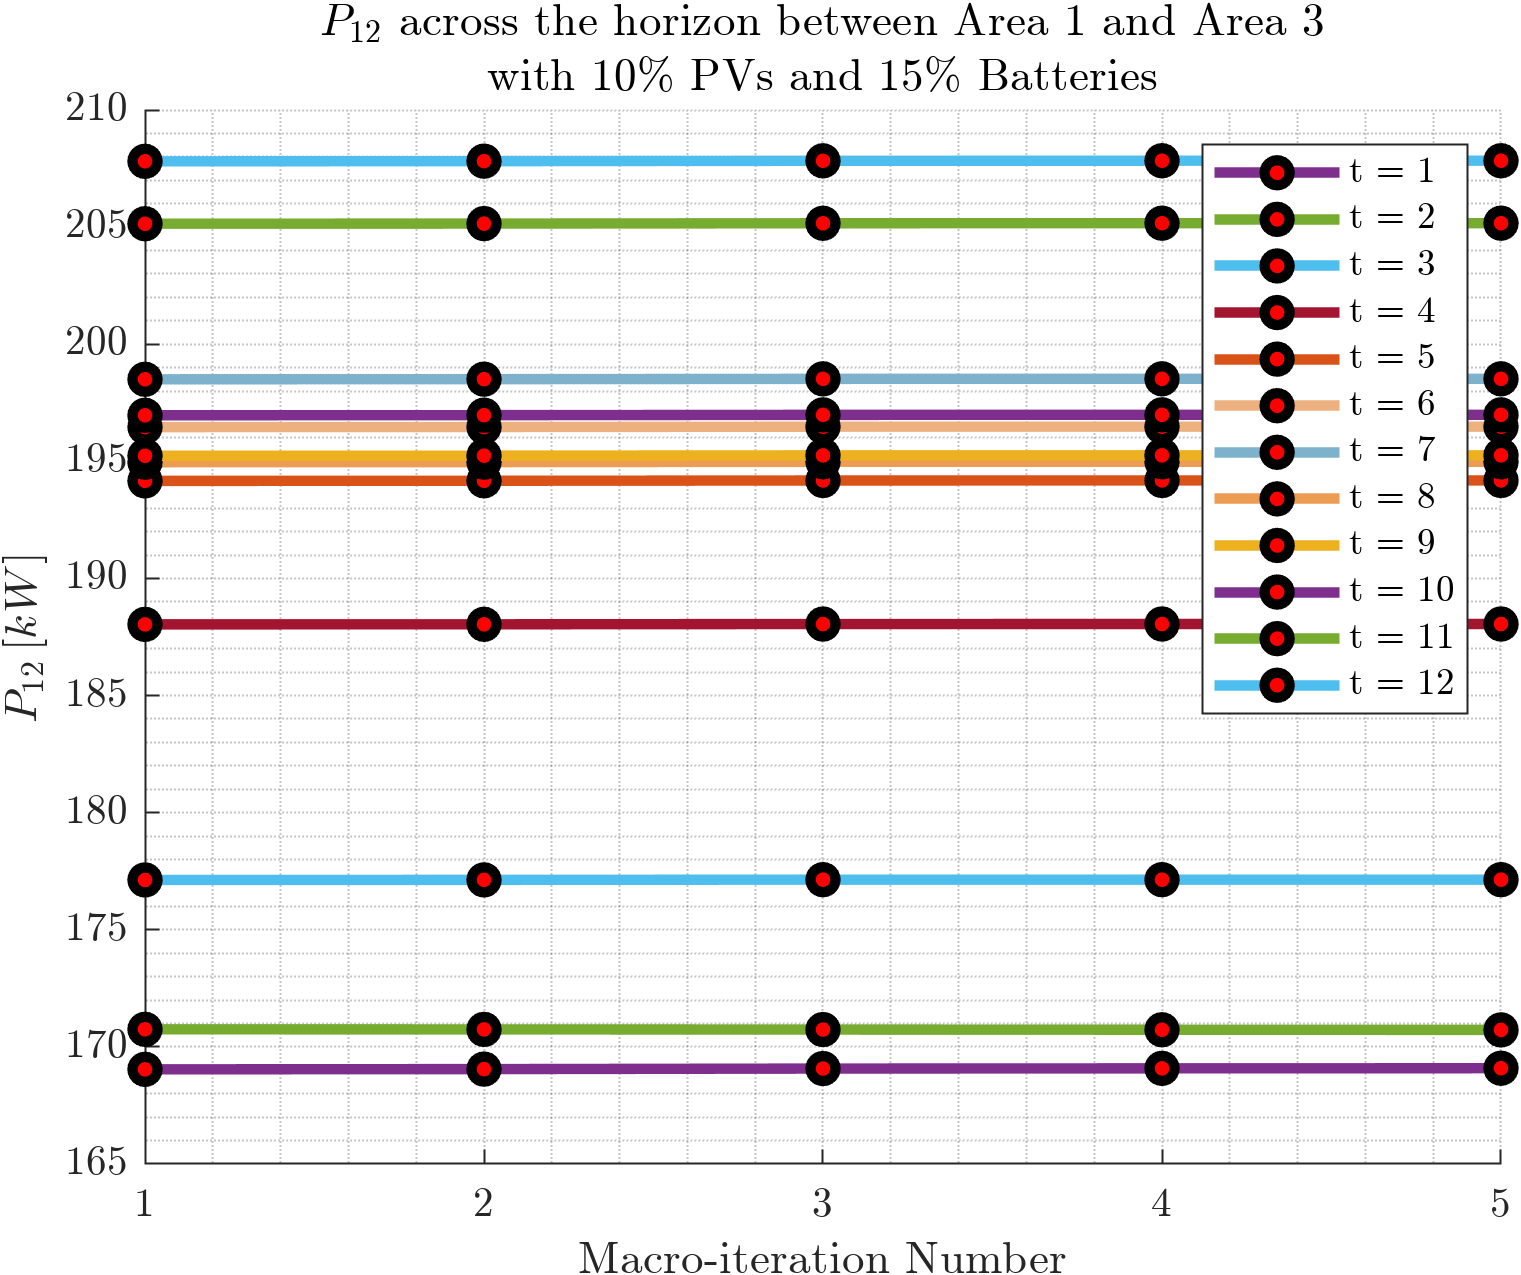 P₁₂ across the horizon between Area 1 and Area 3
with 10% PVs and 15% Batteries
210
205
200
195
190
185
180
175
170
165
P₁₂ [kW]
t = 1
t = 2
t = 3
t = 4
t = 5
t = 6
t = 7
t = 8
t = 9
t = 10
t = 11
t = 12
1 2 3 4 5
Macro-iteration Number